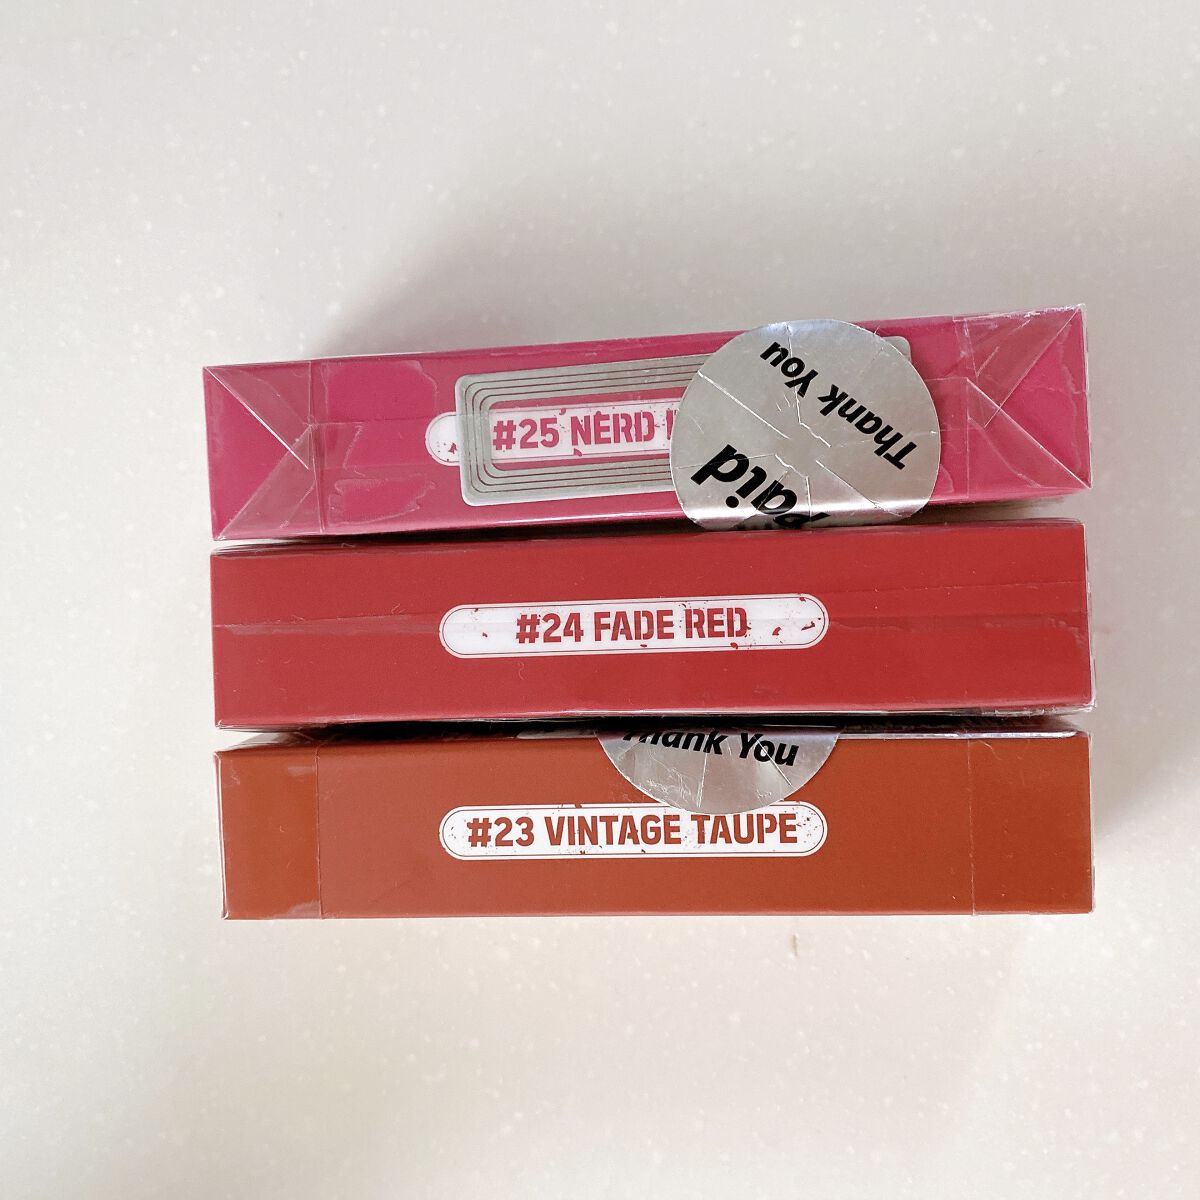 #25 NERD
Thank You
Paid
#24 FADE RED
Thank You
#23 VINTAGE TAUPE